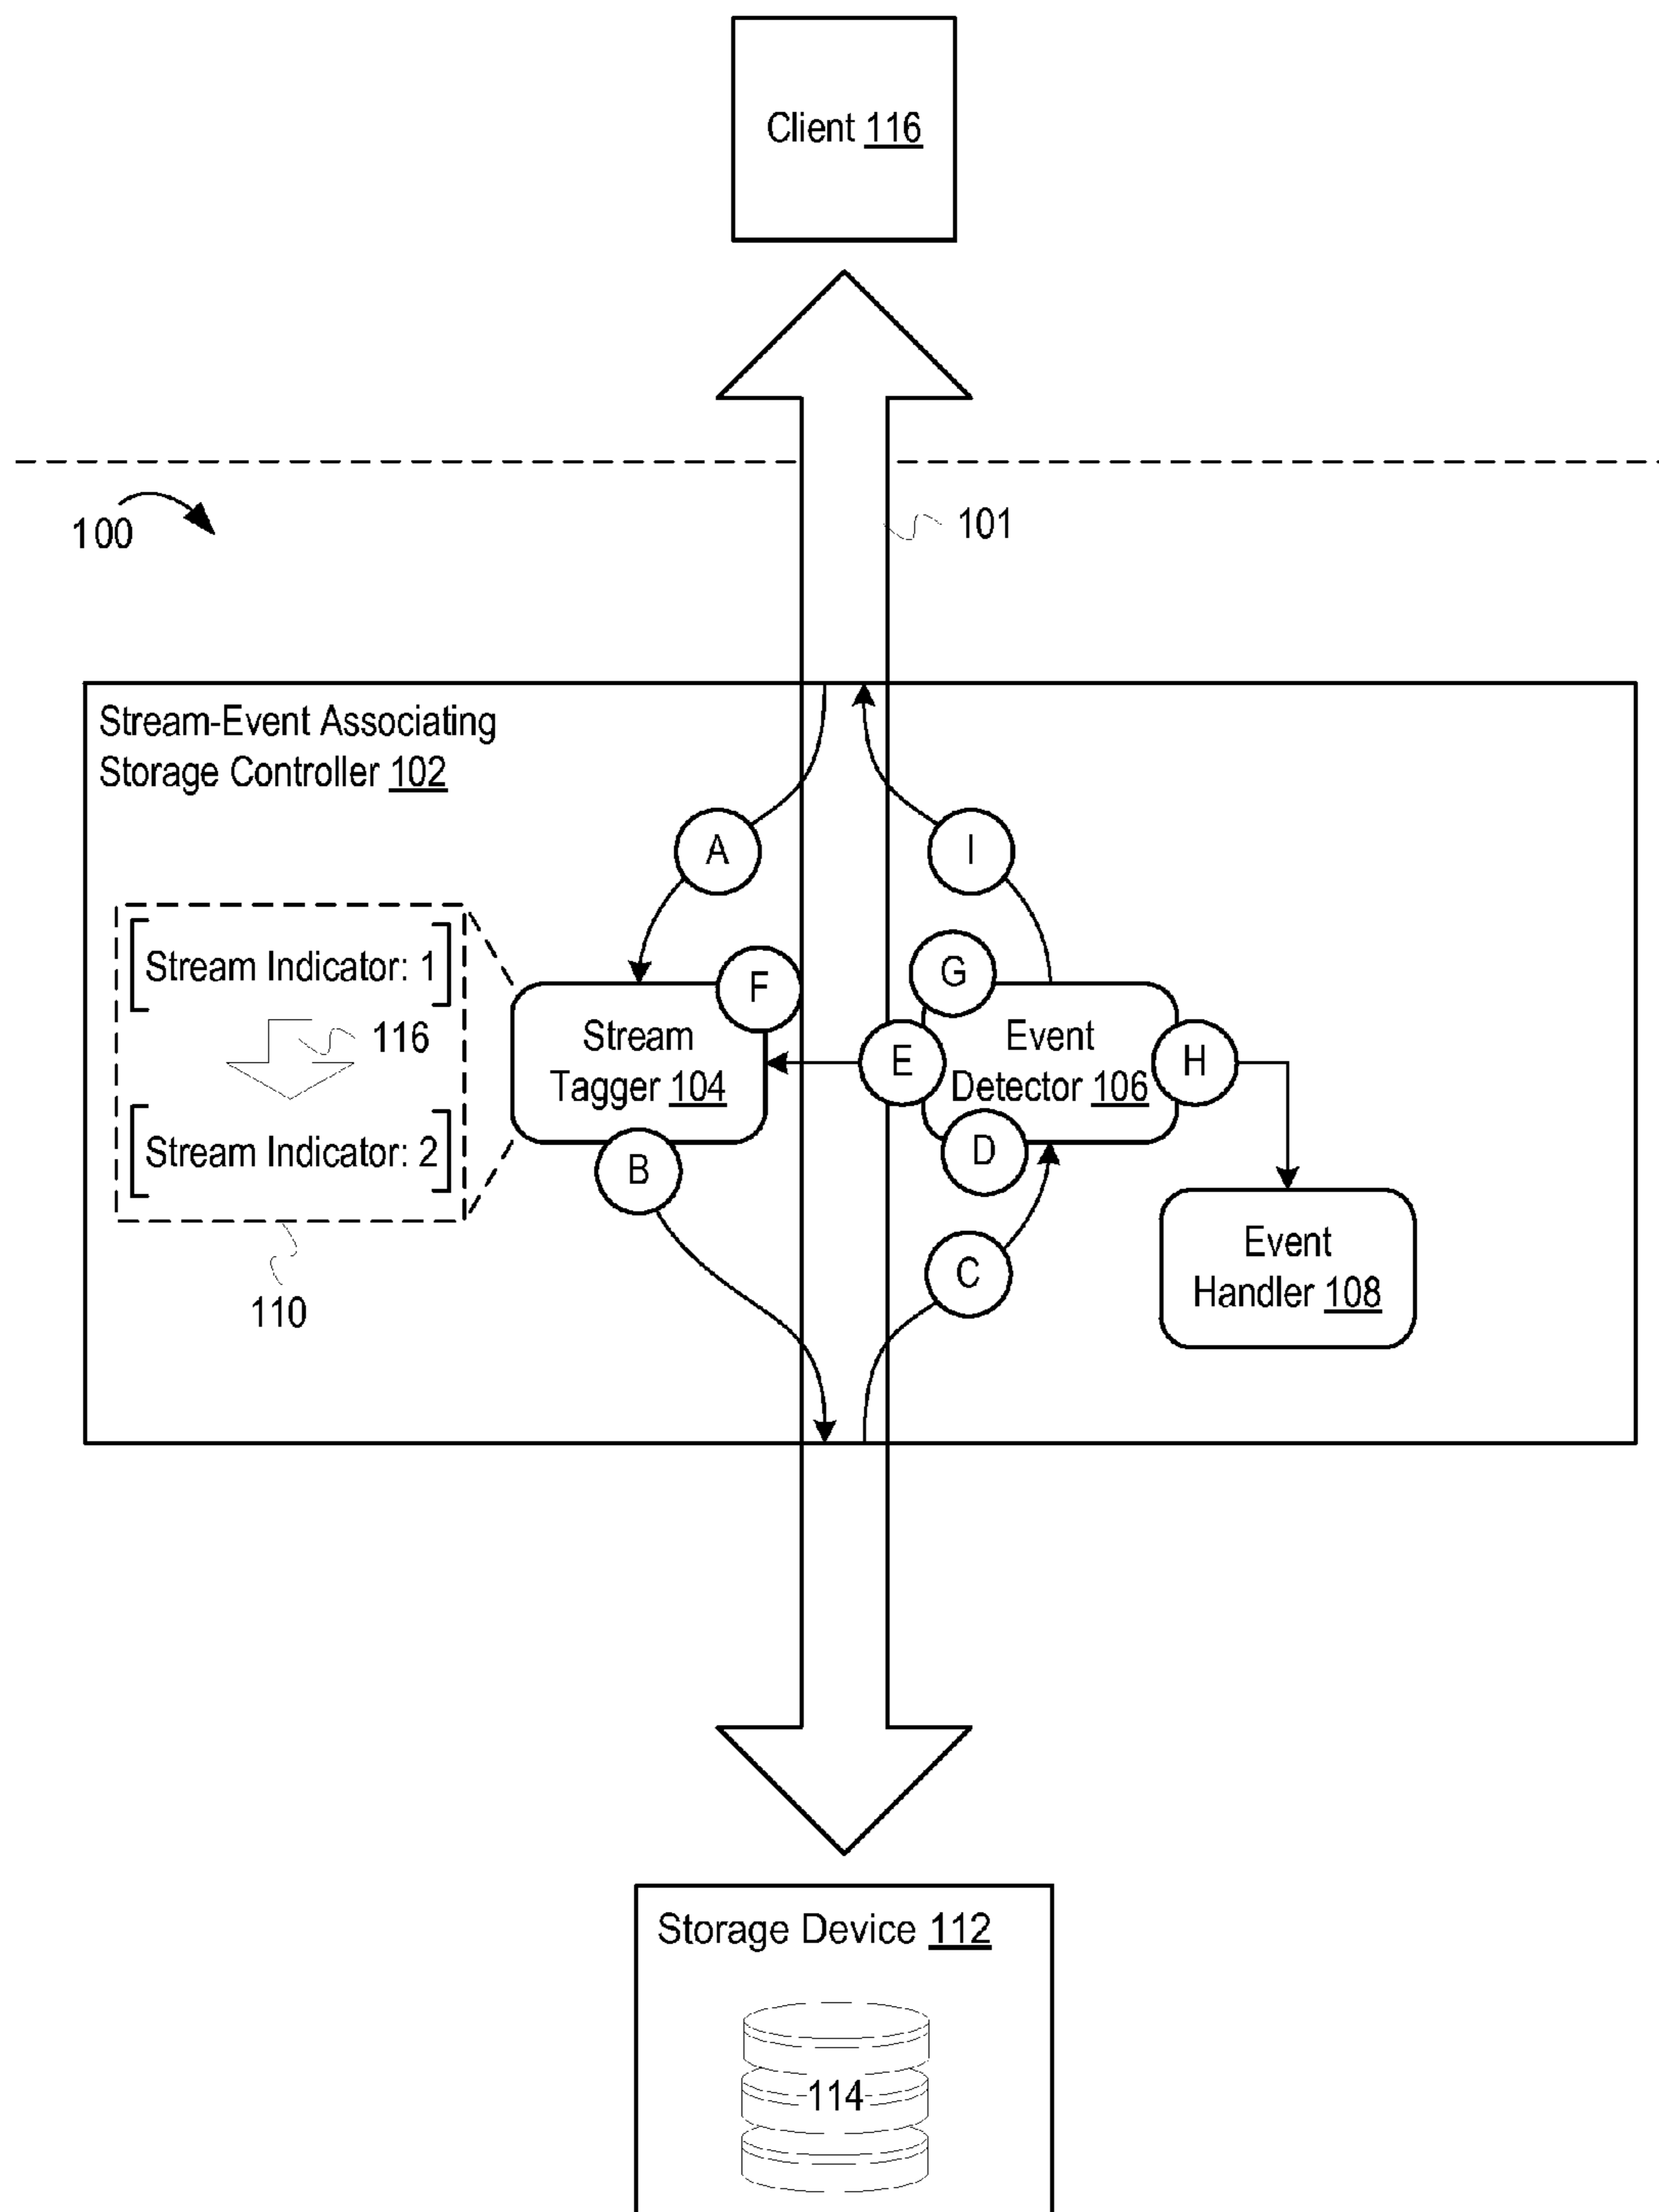 Client 116
100
101
Stream-Event Associating
Storage Controller 102
A
I
Stream Indicator: 1
F
G
116
Stream
Tagger 104
E
Event
Detector 106
H
Stream Indicator: 2
B
D
C
Event
Handler 108
110
Storage Device 112
114